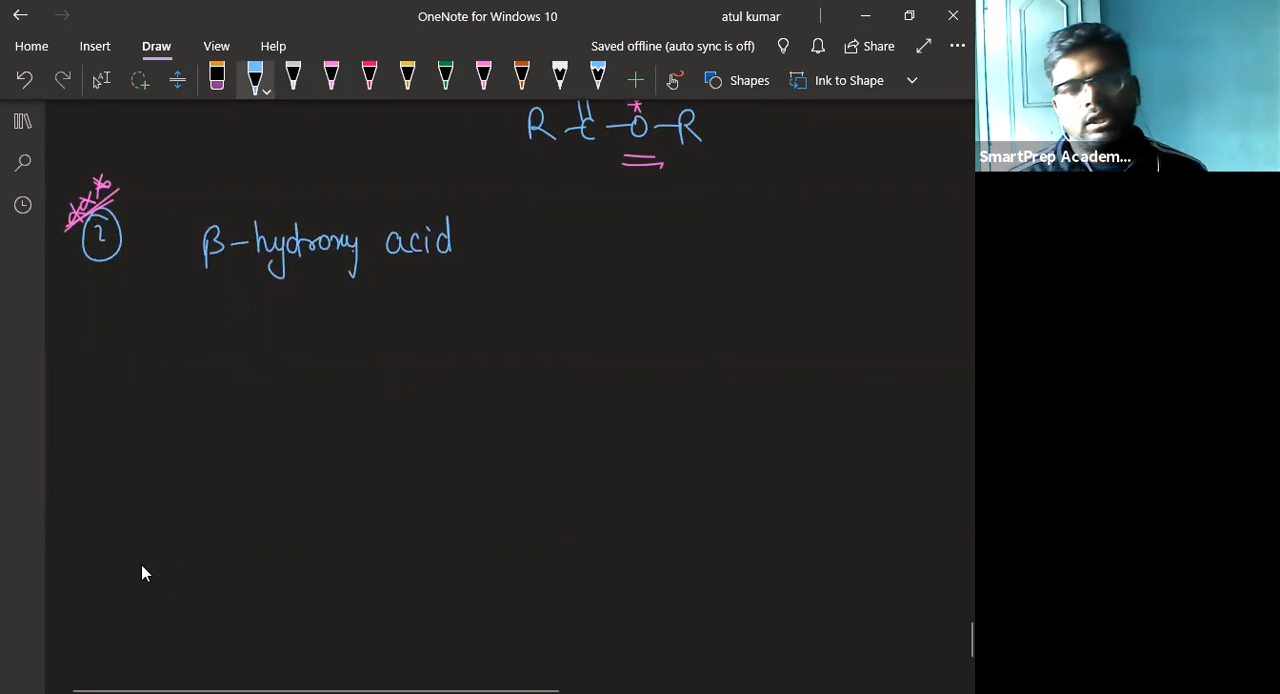 OneNote for Windows 10
atul kumar
Home Insert Draw View Help
Saved offline (auto sync is off)
Share
Shapes
Ink to Shape
SmartPrep Academ...
R – C – O* – R
2 β-hydroxy acid